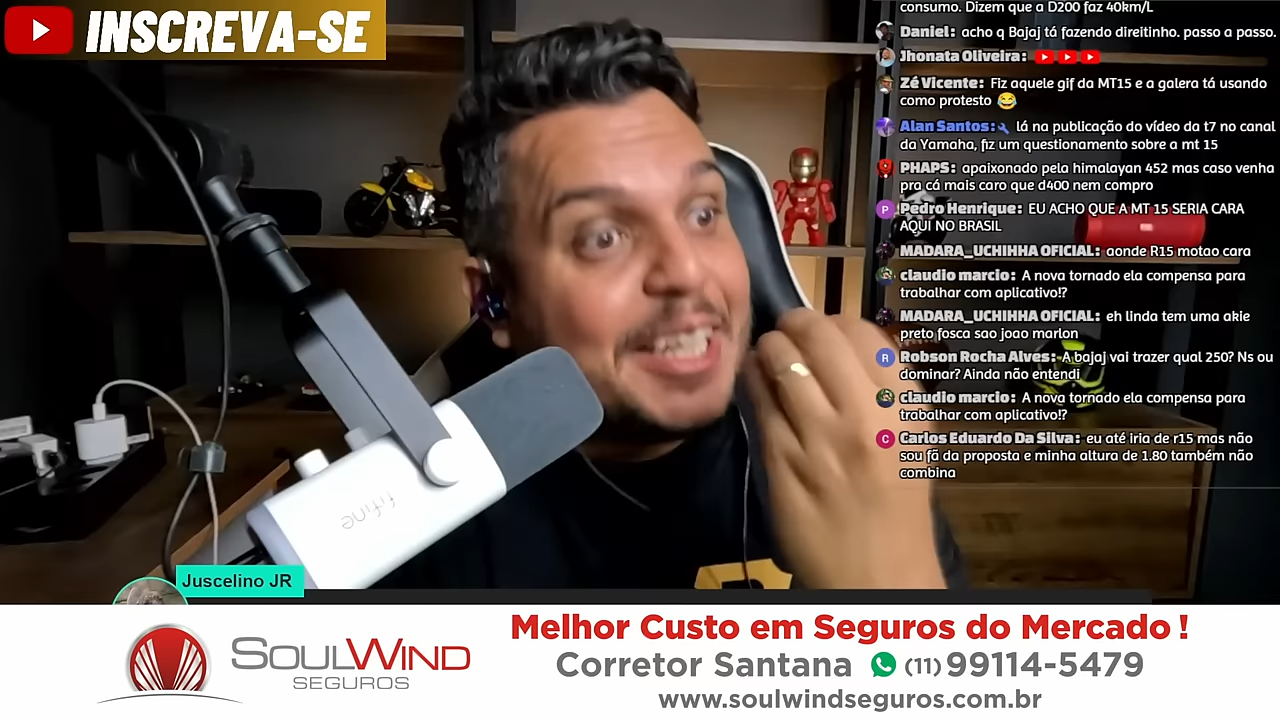 INSCREVA-SE
consumo. Dizem que a D200 faz 40km/L
Daniel: acho q Bajaj tá fazendo direitinho. passo a passo.
Jhonata Oliveira:
Zé Vicente: Fiz aquele gif da MT15 e a galera tá usando
como protesto
Alan Santos: lá na publicação do vídeo da t7 no canal
da Yamaha, fiz um questionamento sobre a mt 15
PHAPS: apaixonado pela himalayan 452 mas caso venha
pra cá mais caro que d400 nem compro
P Pedro Henrique: EU ACHO QUE A MT 15 SERIA CARA
AQUI NO BRASIL
MADARA_UCHIHHA OFICIAL: aonde R15 motao cara
claudio marcio: A nova tornado ela compensa para
trabalhar com aplicativo!?
MADARA_UCHIHHA OFICIAL: eh linda tem uma akie
preto fosca sao joao marlon
R Robson Rocha Alves: A bajaj vai trazer qual 250? Ns ou
dominar? Ainda não entendi
claudio marcio: A nova tornado ela compensa para
trabalhar com aplicativo!?
C Carlos Eduardo Da Silva: eu até iria de r15 mas não
sou fã da proposta e minha altura de 1.80 também não
combina
fifine
Juscelino JR
SOULWIND
SEGUROS
Melhor Custo em Seguros do Mercado !
Corretor Santana (11) 99114-5479
www.soulwindseguros.com.br